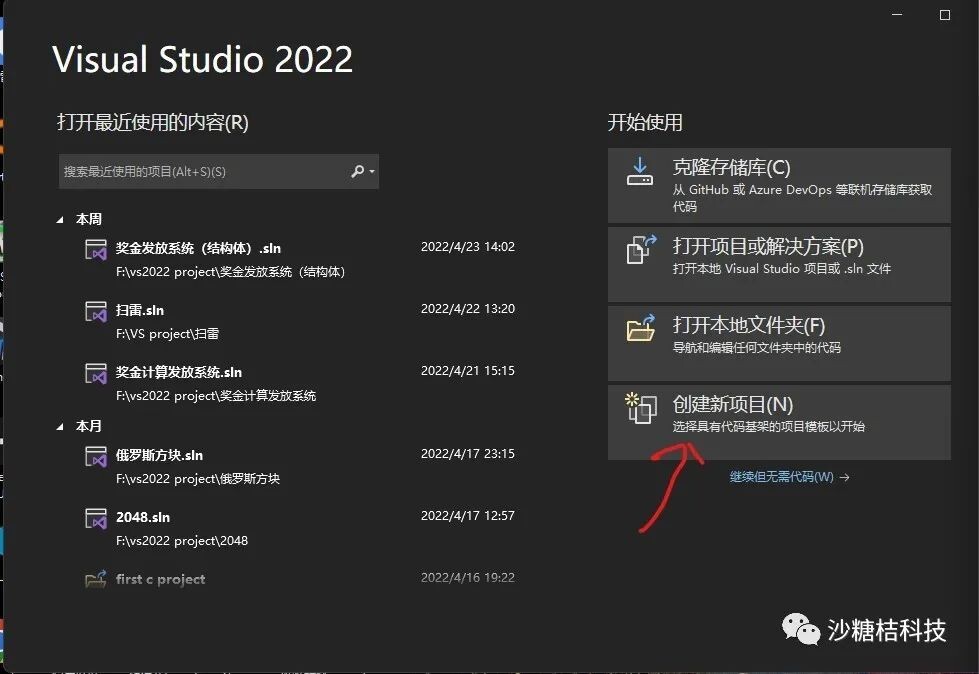 Visual Studio 2022
打开最近使用的内容(R)
搜索最近使用的项目(Alt+S)(S)
本周
奖金发放系统（结构体）.sln
2022/4/23 14:02
F:\vs2022 project\奖金发放系统（结构体）
扫雷.sln
2022/4/22 13:20
F:\VS project\扫雷
奖金计算发放系统.sln
2022/4/21 15:15
F:\vs2022 project\奖金计算发放系统
本月
俄罗斯方块.sln
2022/4/17 23:15
F:\vs2022 project\俄罗斯方块
2048.sln
2022/4/17 12:57
F:\vs2022 project\2048
first c project
2022/4/16 19:22
开始使用
克隆存储库(C)
从 GitHub 或 Azure DevOps 等联机存储库获取
代码
打开项目或解决方案(P)
打开本地 Visual Studio 项目或 .sln 文件
打开本地文件夹(F)
导航和编辑任何文件夹中的代码
创建新项目(N)
选择具有代码基架的项目模板以开始
继续但无需代码(W) →
沙糖桔科技